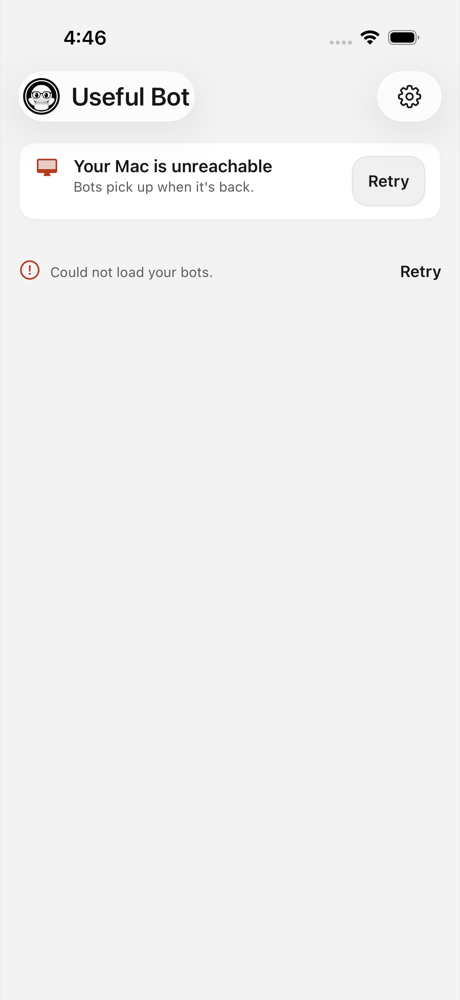 4:46
Useful Bot
Your Mac is unreachable
Bots pick up when it's back.
Retry
Could not load your bots.
Retry